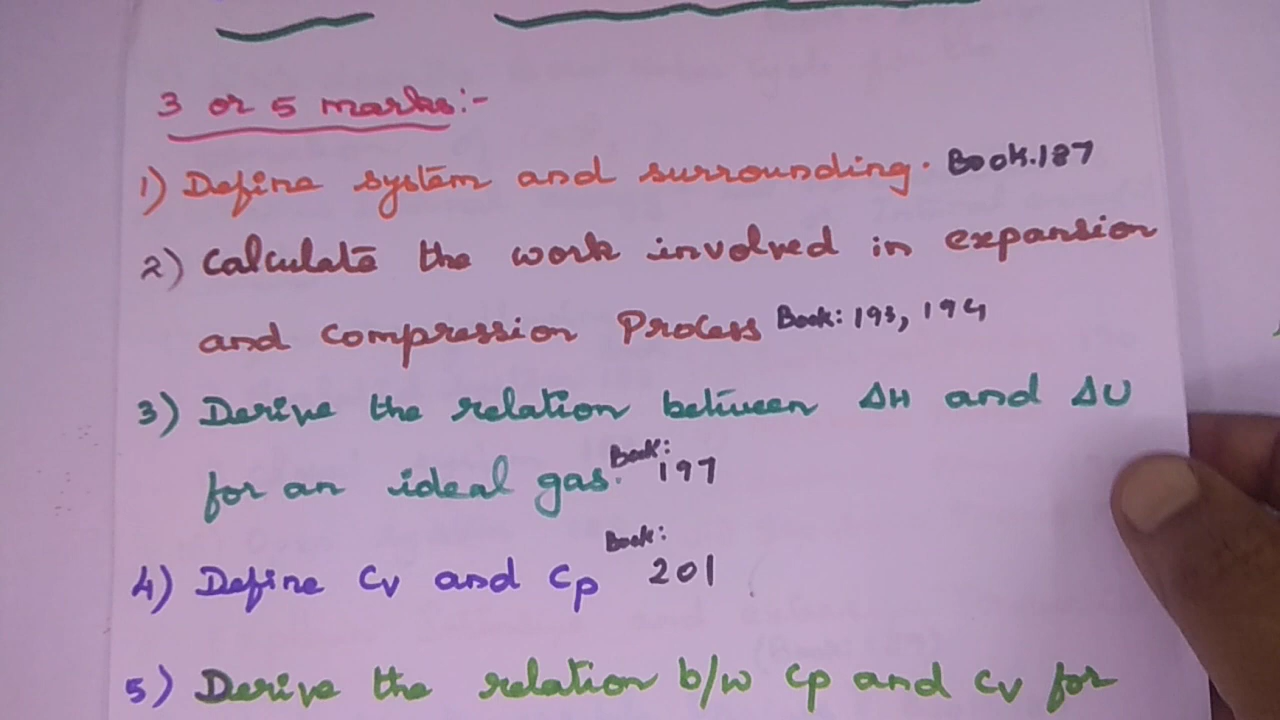 3 or 5 marks:-
1) Define system and surrounding. Book.187
2) Calculate the work involved in expansion
and compression Process Book: 193, 194
3) Derive the relation between ΔH and ΔU
for an ideal gas. Book: 197
4) Define Cv and Cp Book: 201
5) Derive the relation b/w Cp and Cv for